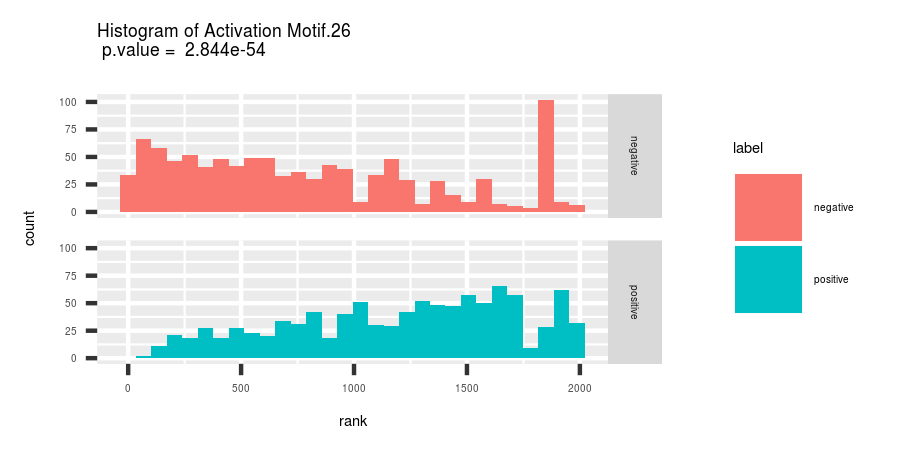 Histogram of Activation Motif.26
p.value = 2.844e-54
100
75
50
25
0
negative
100
75
50
25
0
positive
0 500 1000 1500 2000
rank
count
label
negative
positive